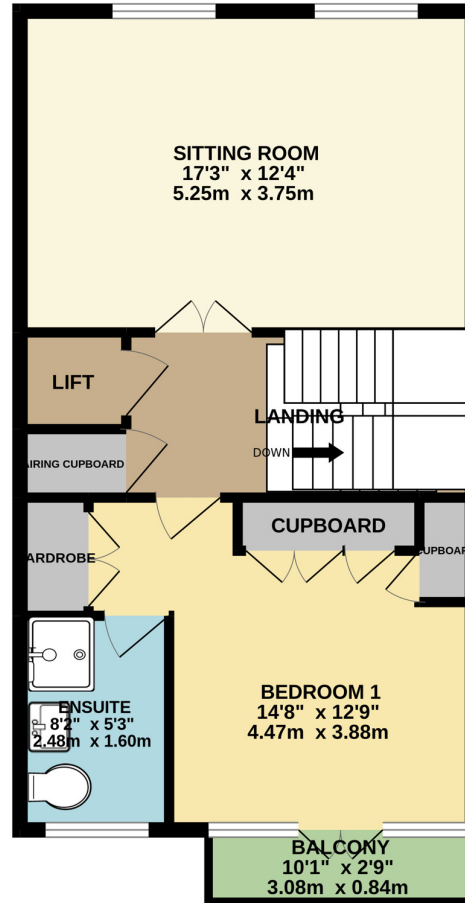 SITTING ROOM
17'3" x 12'4"
5.25m x 3.75m
LIFT
LANDING
DOWN
AIRING CUPBOARD
ARDROBE
CUPBOARD
CUPBOAR
ENSUITE
8'2" x 5'3"
2.48m x 1.60m
BEDROOM 1
14'8" x 12'9"
4.47m x 3.88m
BALCONY
10'1" x 2'9"
3.08m x 0.84m